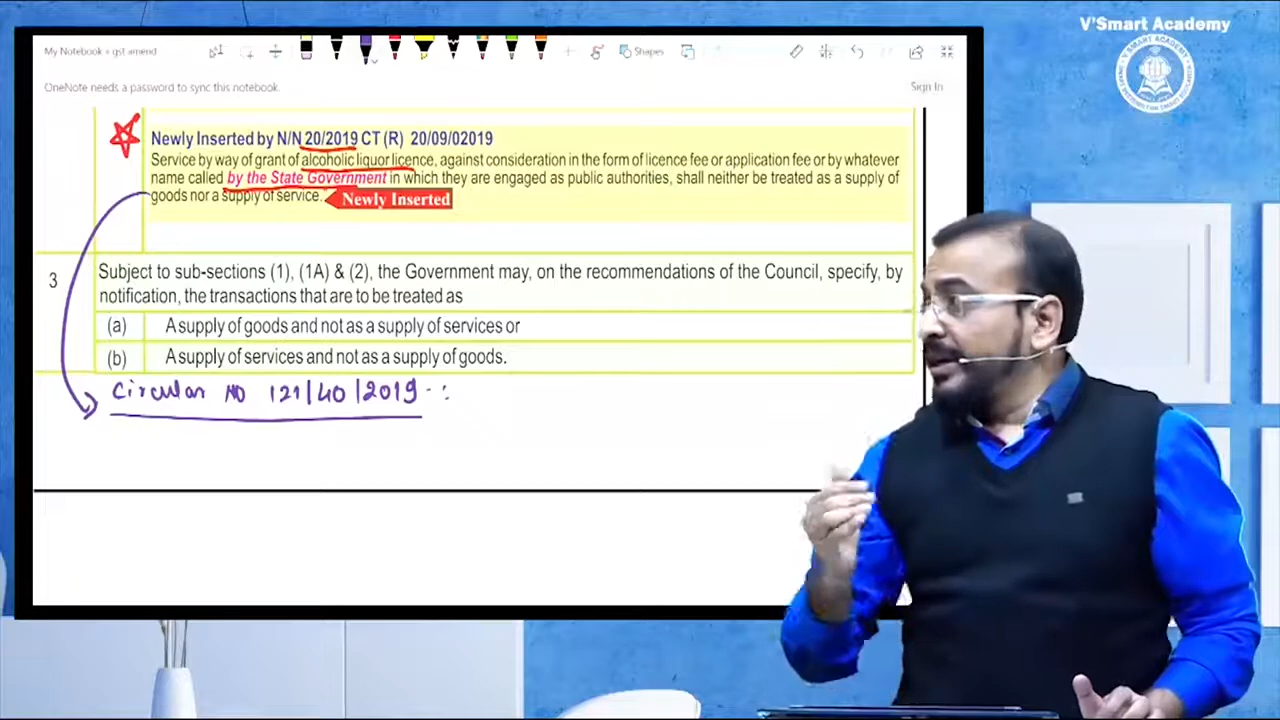 V'Smart Academy
My Notebook » gst amend
Shapes
OneNote needs a password to sync this notebook.
Sign In
Newly Inserted by N/N 20/2019 CT (R) 20/09/02019
Service by way of grant of alcoholic liquor licence, against consideration in the form of licence fee or application fee or by whatever
name called by the State Government in which they are engaged as public authorities, shall neither be treated as a supply of
goods nor a supply of service. Newly Inserted
3 Subject to sub-sections (1), (1A) & (2), the Government may, on the recommendations of the Council, specify, by
notification, the transactions that are to be treated as
(a) A supply of goods and not as a supply of services or
(b) A supply of services and not as a supply of goods.
Circular NO 121/40/2019 - :